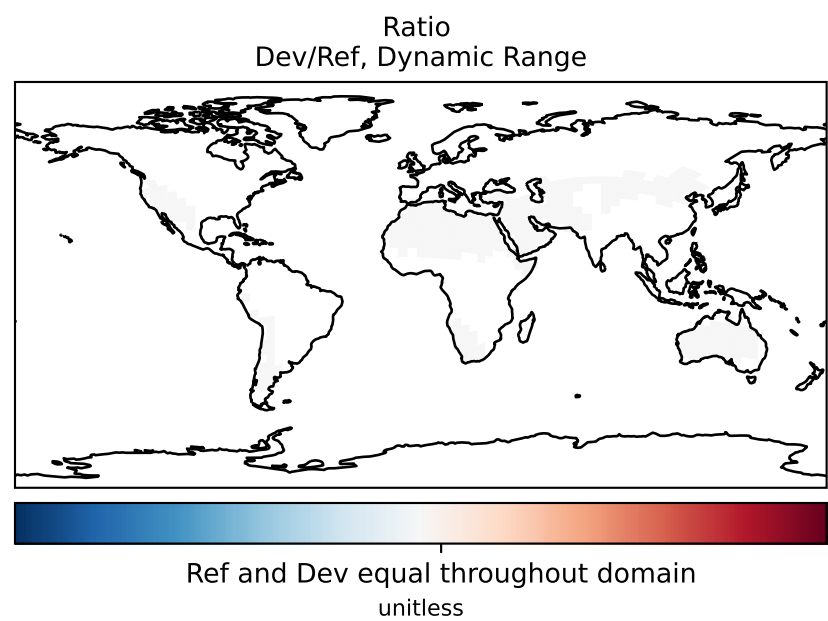 Ratio
Dev/Ref, Dynamic Range
Ref and Dev equal throughout domain
unitless